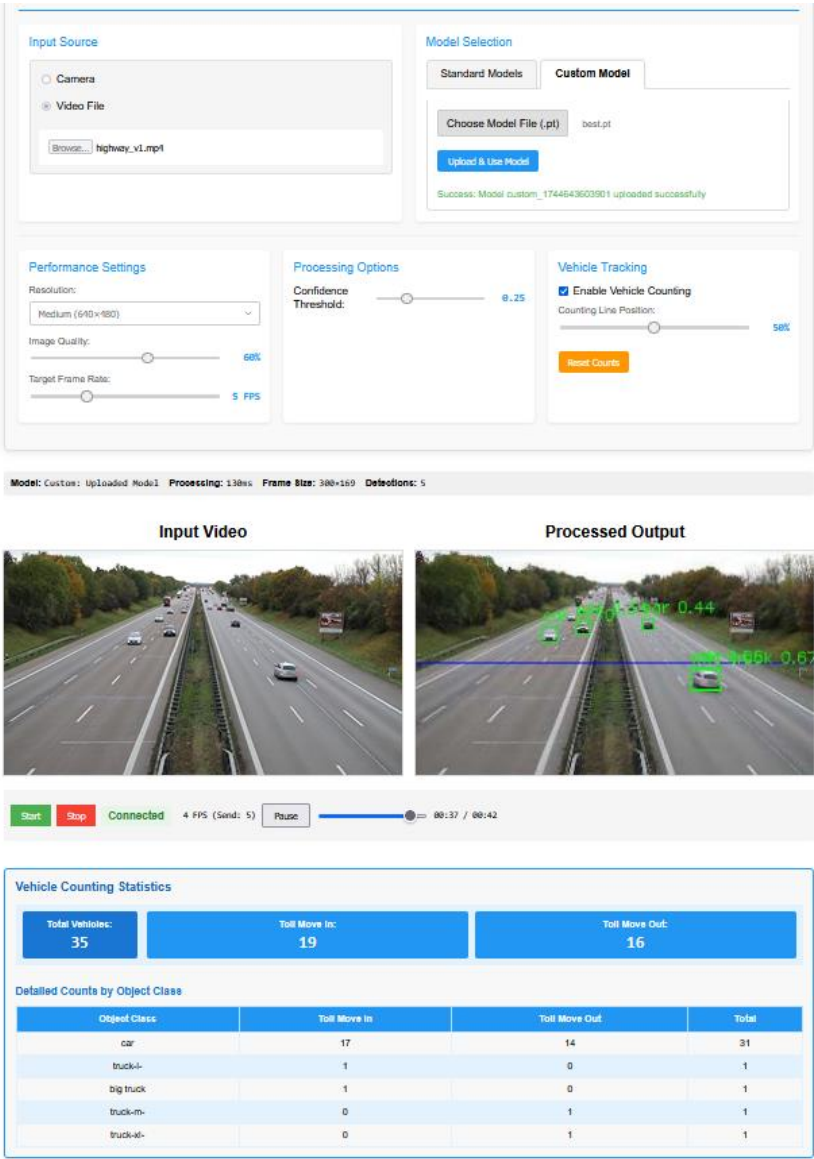 Input Source
Camera
Video File
Browse... highway_v1.mp4
Model Selection
Standard Models Custom Model
Choose Model File (.pt) best.pt
Upload & Use Model
Success: Model custom_1744643603901 uploaded successfully
Performance Settings
Resolution:
Medium (640×480)
Image Quality:
60%
Target Frame Rate:
5 FPS
Processing Options
Confidence
Threshold:
0.25
Vehicle Tracking
Enable Vehicle Counting
Counting Line Position:
50%
Reset Counts
Model: Custom: Uploaded Model Processing: 130ms Frame Size: 300×169 Detections: 5
Input Video
Processed Output
0.44
0.67
Start Stop Connected 4 FPS (Send: 5) Pause 00:37 / 00:42
Vehicle Counting Statistics
Total Vehicles: Toll Move In: Toll Move Out:
35 19 16
Detailed Counts by Object Class
Object Class Toll Move In Toll Move Out Total
car 17 14 31
truck-l- 1 0 1
big truck 1 0 1
truck-m- 0 1 1
truck-xl- 0 1 1